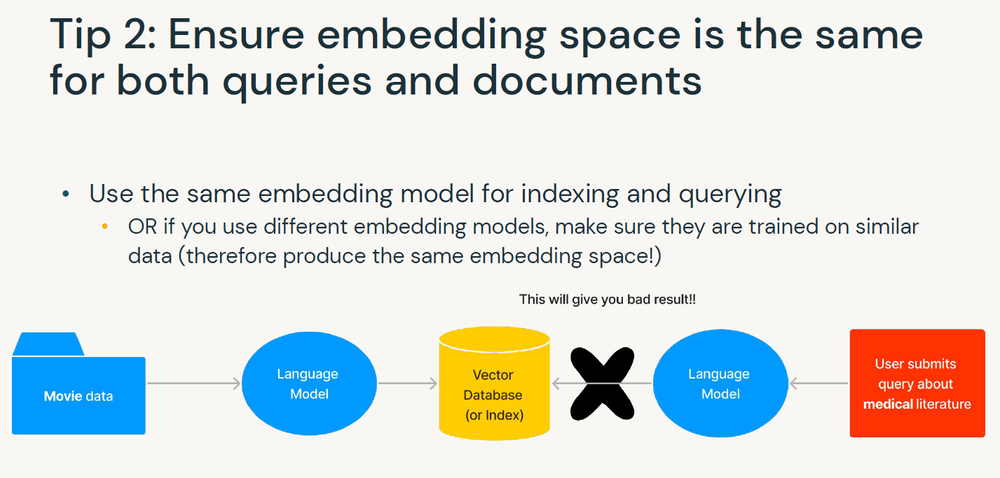 Tip 2: Ensure embedding space is the same
for both queries and documents
• Use the same embedding model for indexing and querying
• OR if you use different embedding models, make sure they are trained on similar
data (therefore produce the same embedding space!)
This will give you bad result!!
Movie data
Language
Model
Vector
Database
(or Index)
Language
Model
User submits
query about
medical literature